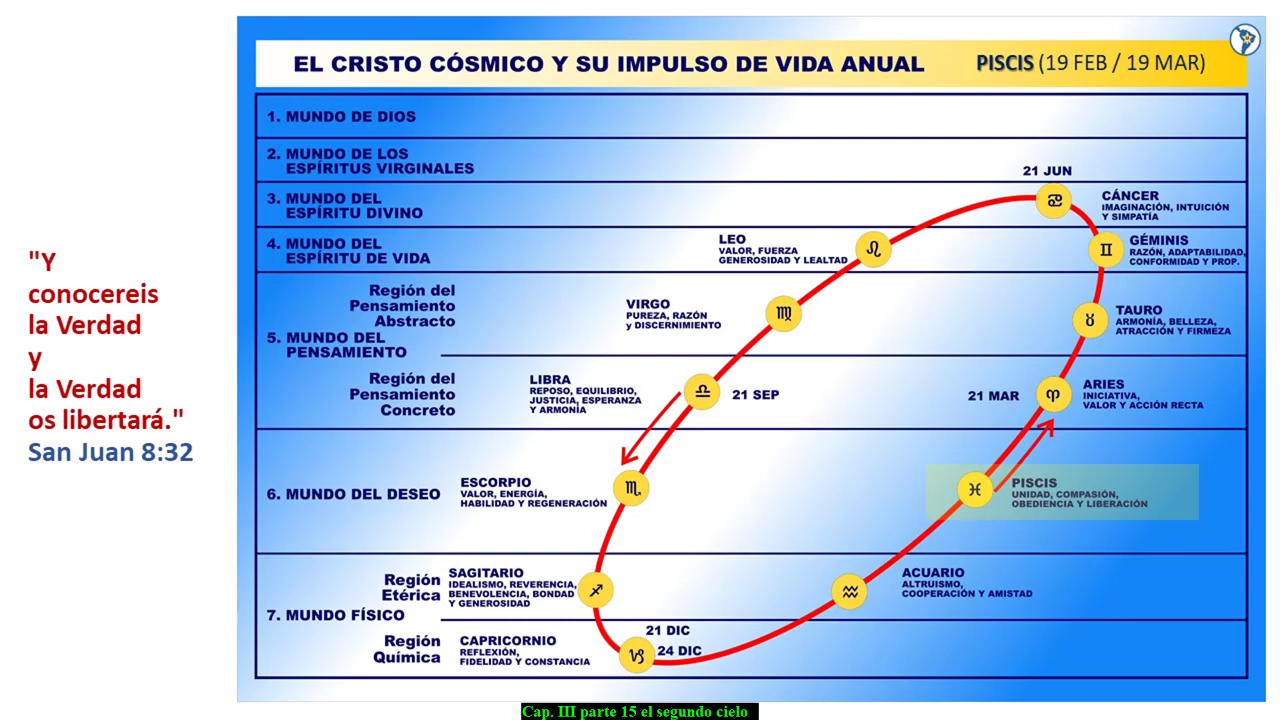 "Y
conocereis
la Verdad
y
la Verdad
os libertará."
San Juan 8:32
EL CRISTO CÓSMICO Y SU IMPULSO DE VIDA ANUAL
PISCIS (19 FEB / 19 MAR)
1. MUNDO DE DIOS
2. MUNDO DE LOS
ESPÍRITUS VIRGINALES
21 JUN
3. MUNDO DEL
ESPÍRITU DIVINO
CÁNCER
IMAGINACIÓN, INTUICIÓN
Y SIMPATÍA
4. MUNDO DEL
ESPÍRITU DE VIDA
LEO
VALOR, FUERZA
GENEROSIDAD Y LEALTAD
GÉMINIS
RAZÓN, ADAPTABILIDAD,
CONFORMIDAD Y PROP.
Región del
Pensamiento
Abstracto
VIRGO
PUREZA, RAZÓN
y DISCERNIMIENTO
TAURO
ARMONÍA, BELLEZA,
ATRACCIÓN Y FIRMEZA
5. MUNDO DEL
PENSAMIENTO
Región del
Pensamiento
Concreto
LIBRA
REPOSO, EQUILIBRIO,
JUSTICIA, ESPERANZA
Y ARMONÍA
21 SEP
21 MAR
ARIES
INICIATIVA,
VALOR Y ACCIÓN RECTA
6. MUNDO DEL DESEO
ESCORPIO
VALOR, ENERGÍA,
HABILIDAD Y REGENERACIÓN
PISCIS
UNIDAD, COMPASIÓN,
OBEDIENCIA Y LIBERACIÓN
Región
Etérica
SAGITARIO
IDEALISMO, REVERENCIA,
BENEVOLENCIA, BONDAD
Y GENEROSIDAD
ACUARIO
ALTRUISMO,
COOPERACIÓN Y AMISTAD
7. MUNDO FÍSICO
Región
Química
CAPRICORNIO
REFLEXIÓN,
FIDELIDAD Y CONSTANCIA
21 DIC
24 DIC
Cap. III parte 15 el segundo cielo